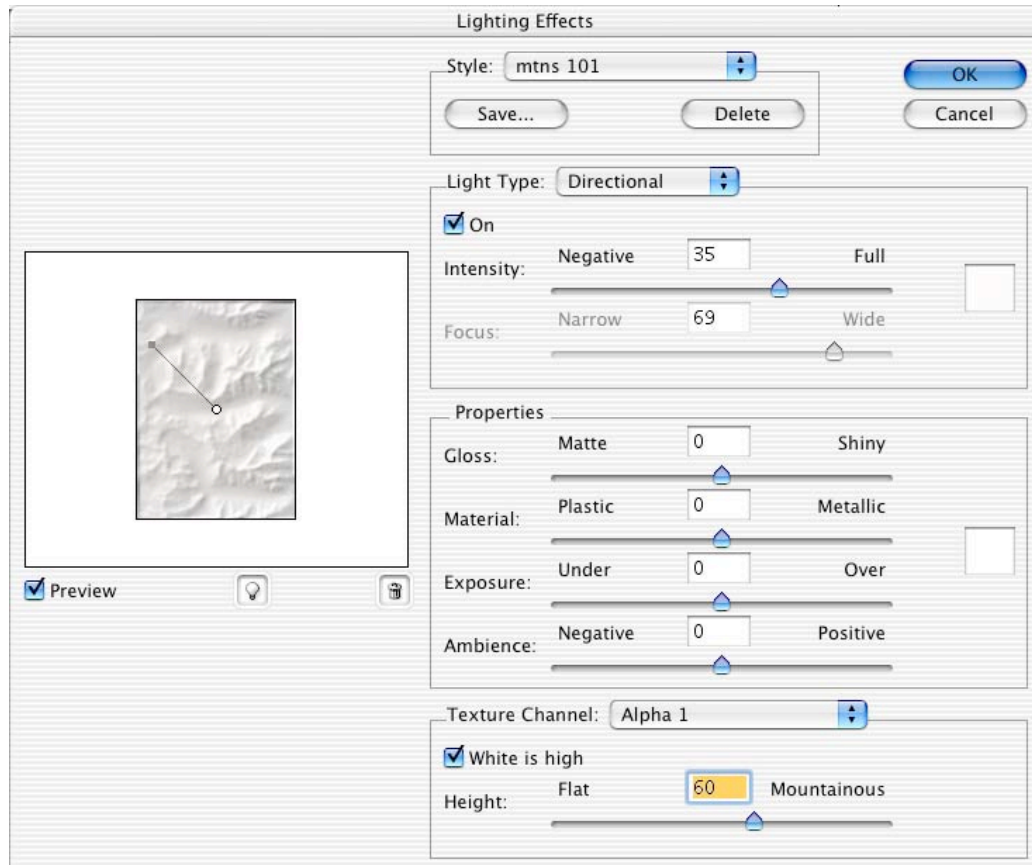 Lighting Effects
Style: mtns 101
OK
Save... Delete
Cancel
Light Type: Directional
On
Intensity: Negative 35 Full
Focus: Narrow 69 Wide
Properties
Gloss: Matte 0 Shiny
Material: Plastic 0 Metallic
Exposure: Under 0 Over
Preview
Ambience: Negative 0 Positive
Texture Channel: Alpha 1
White is high
Height: Flat 60 Mountainous